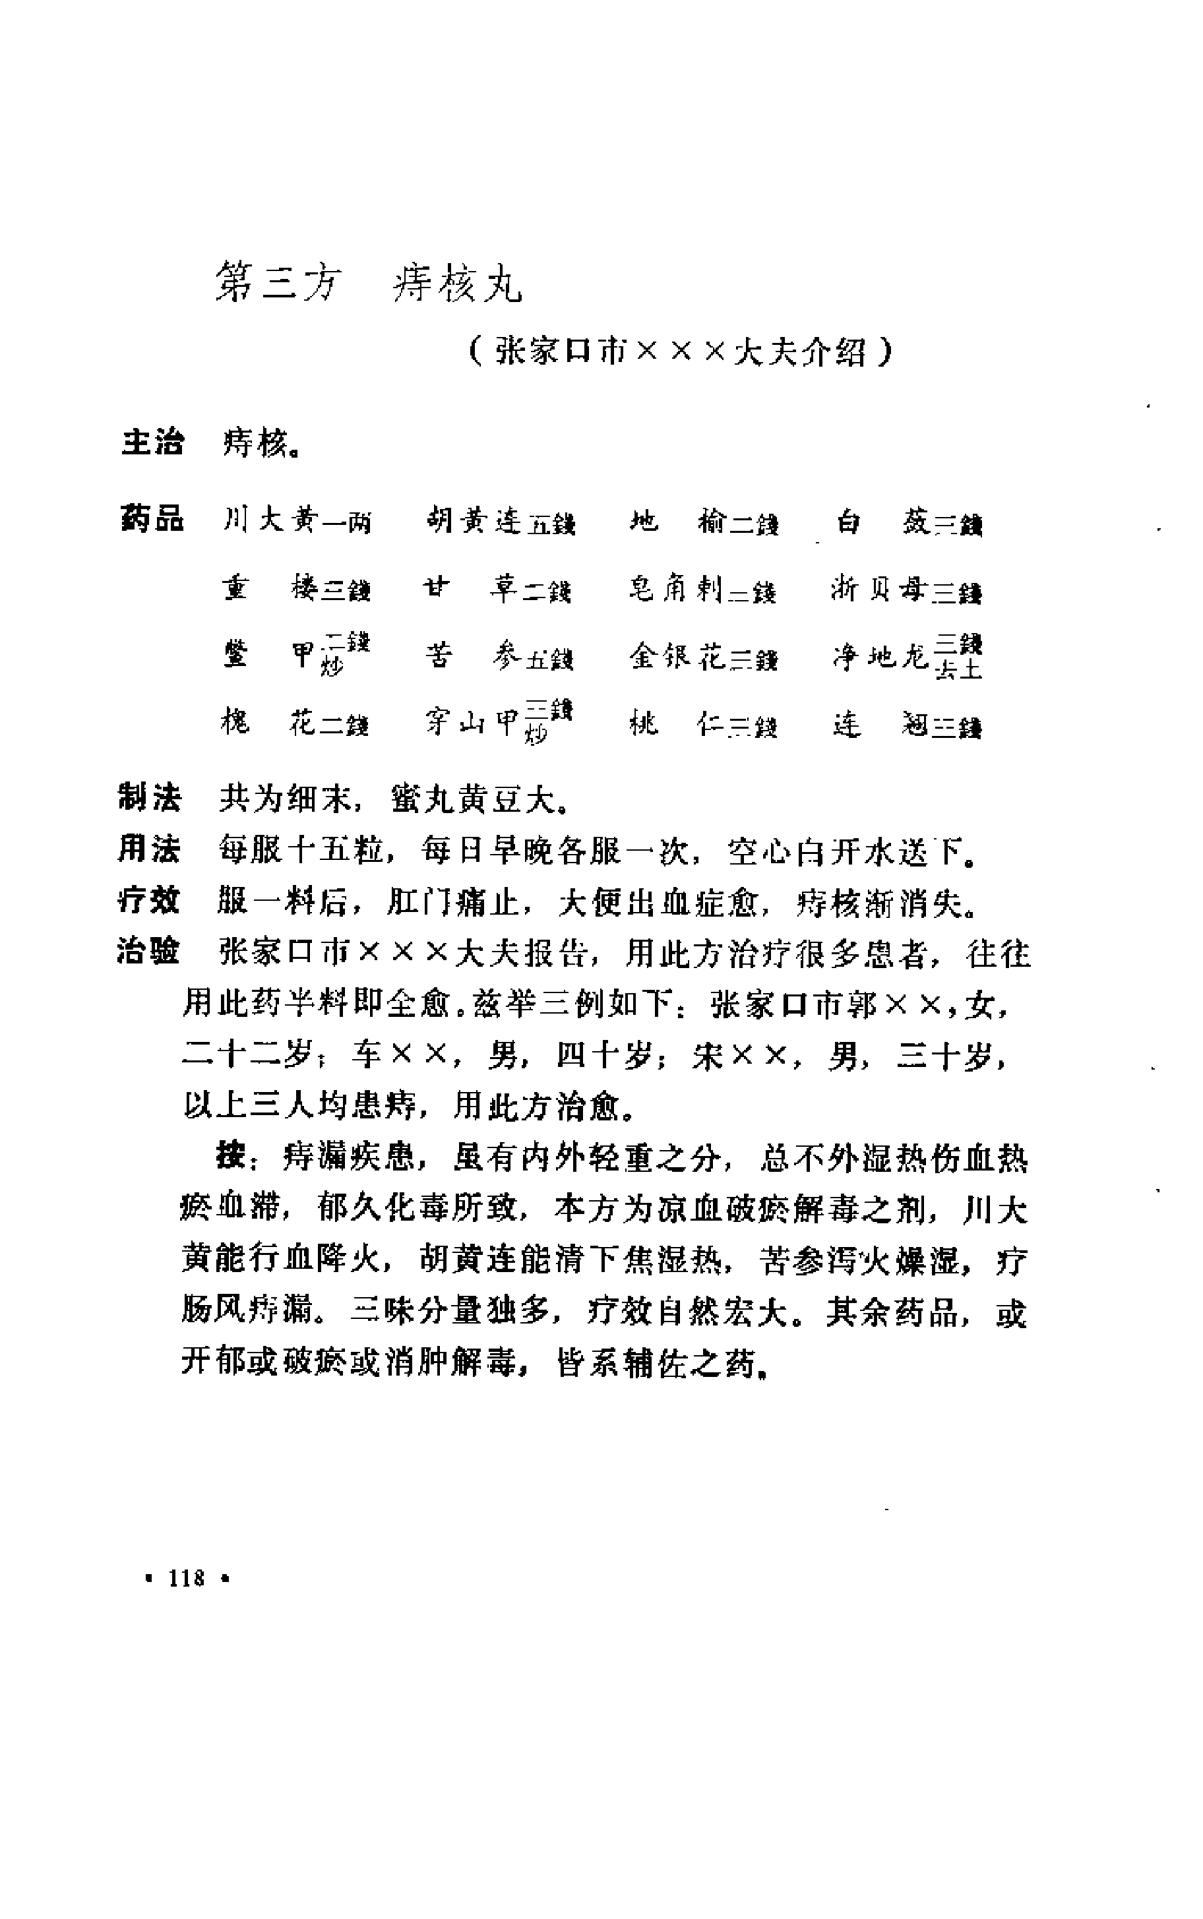 第三方　痔核丸
（张家口市×××大夫介绍）
主治　痔核。
药品　川大黄一两　胡黄连五錢　地　榆二錢　白　蔹三錢
重　楼三錢　甘　草二錢　皂角刺二錢　浙贝母三錢
鳖　甲二錢炒　苦　参五錢　金银花三錢　净地龙三錢去土
槐　花二錢　穿山甲三錢炒　桃　仁三錢　连　翘三錢
制法　共为细末，蜜丸黄豆大。
用法　每服十五粒，每日早晚各服一次，空心白开水送下。
疗效　服一料后，肛门痛止，大便出血症愈，痔核渐消失。
治验　张家口市×××大夫报告，用此方治疗很多患者，往往
用此药半料即全愈。兹举三例如下：张家口市郭××，女，
二十二岁；车××，男，四十岁；宋××，男，三十岁，
以上三人均患痔，用此方治愈。
按：痔漏疾患，虽有内外轻重之分，总不外湿热伤血热
瘀血滞，郁久化毒所致，本方为凉血破瘀解毒之剂，川大
黄能行血降火，胡黄连能清下焦湿热，苦参泻火燥湿，疗
肠风痔漏。三味分量独多，疗效自然宏大。其余药品，或
开郁或破瘀或消肿解毒，皆系辅佐之药。
· 118 ·